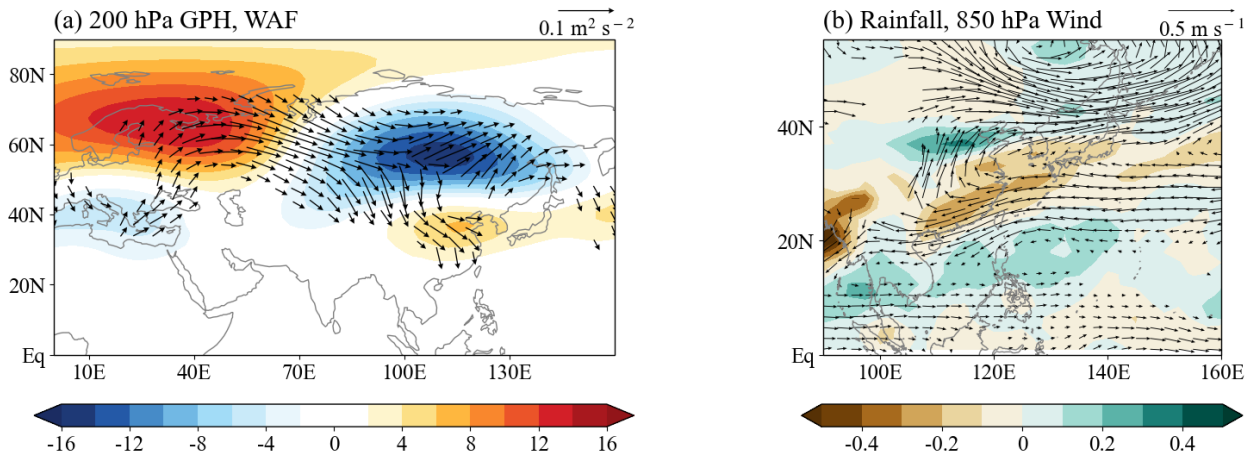 (a) 200 hPa GPH, WAF
0.1 m² s⁻²
80N
60N
40N
20N
Eq
10E 40E 70E 100E 130E
-16 -12 -8 -4 0 4 8 12 16
(b) Rainfall, 850 hPa Wind
0.5 m s⁻¹
40N
20N
Eq
100E 120E 140E 160E
-0.4 -0.2 0 0.2 0.4